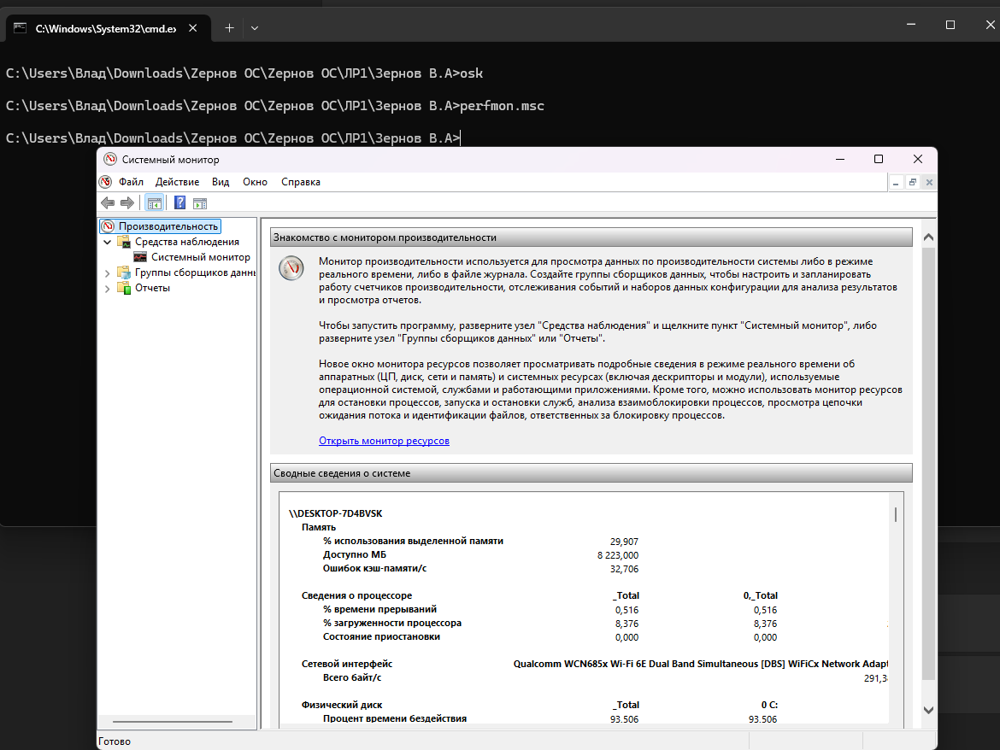 C:\Windows\System32\cmd.ex
C:\Users\Влад\Downloads\Zернов ОС\Zернов ОС\ЛР1\Зернов В.А>osk
C:\Users\Влад\Downloads\Zернов ОС\Zернов ОС\ЛР1\Зернов В.А>perfmon.msc
C:\Users\Влад\Downloads\Zернов ОС\Zернов ОС\ЛР1\Зернов В.А>
Системный монитор
Файл Действие Вид Окно Справка
Производительность
Средства наблюдения
Системный монитор
Группы сборщиков данн
Отчеты
Знакомство с монитором производительности
Монитор производительности используется для просмотра данных по производительности системы либо в режиме
реального времени, либо в файле журнала. Создайте группы сборщиков данных, чтобы настроить и запланировать
работу счетчиков производительности, отслеживания событий и наборов данных конфигурации для анализа результатов
и просмотра отчетов.
Чтобы запустить программу, разверните узел "Средства наблюдения" и щелкните пункт "Системный монитор", либо
разверните узел "Группы сборщиков данных" или "Отчеты".
Новое окно монитора ресурсов позволяет просматривать подробные сведения в режиме реального времени об
аппаратных (ЦП, диск, сети и память) и системных ресурсах (включая дескрипторы и модули), используемые
операционной системой, службами и работающими приложениями. Кроме того, можно использовать монитор ресурсов
для остановки процессов, запуска и остановки служб, анализа взаимоблокировки процессов, просмотра цепочки
ожидания потока и идентификации файлов, ответственных за блокировку процессов.
Открыть монитор ресурсов
Сводные сведения о системе
\\DESKTOP-7D4BVSK
Память
% использования выделенной памяти 29,907
Доступно МБ 8 223,000
Ошибок кэш-памяти/с 32,706
Сведения о процессоре _Total 0,_Total
% времени прерываний 0,516 0,516
% загруженности процессора 8,376 8,376
Состояние приостановки 0,000 0,000
Сетевой интерфейс Qualcomm WCN685x Wi-Fi 6E Dual Band Simultaneous [DBS] WiFiCx Network Adapt
Всего байт/с 291,3
Физический диск _Total 0 C:
Процент времени бездействия 93,506 93,506
Готово